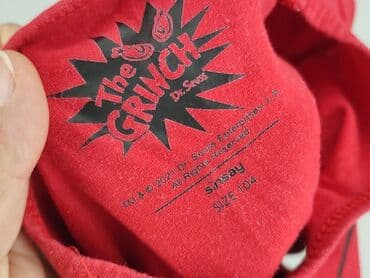 The
GRINCH
Dr. Seuss
TM & © 2021 Dr. Seuss Enterprises, L.P.
All Rights Reserved
sinsay
SIZE 104